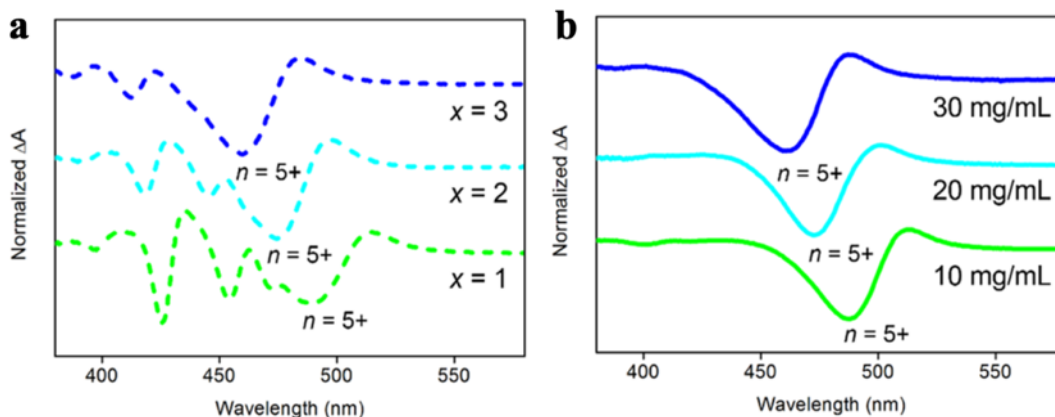 a
Normalized ΔA
x = 3
n = 5+
x = 2
n = 5+
x = 1
n = 5+
400 450 500 550
Wavelength (nm)
b
Normalized ΔA
30 mg/mL
n = 5+
20 mg/mL
n = 5+
10 mg/mL
n = 5+
400 450 500 550
Wavelength (nm)